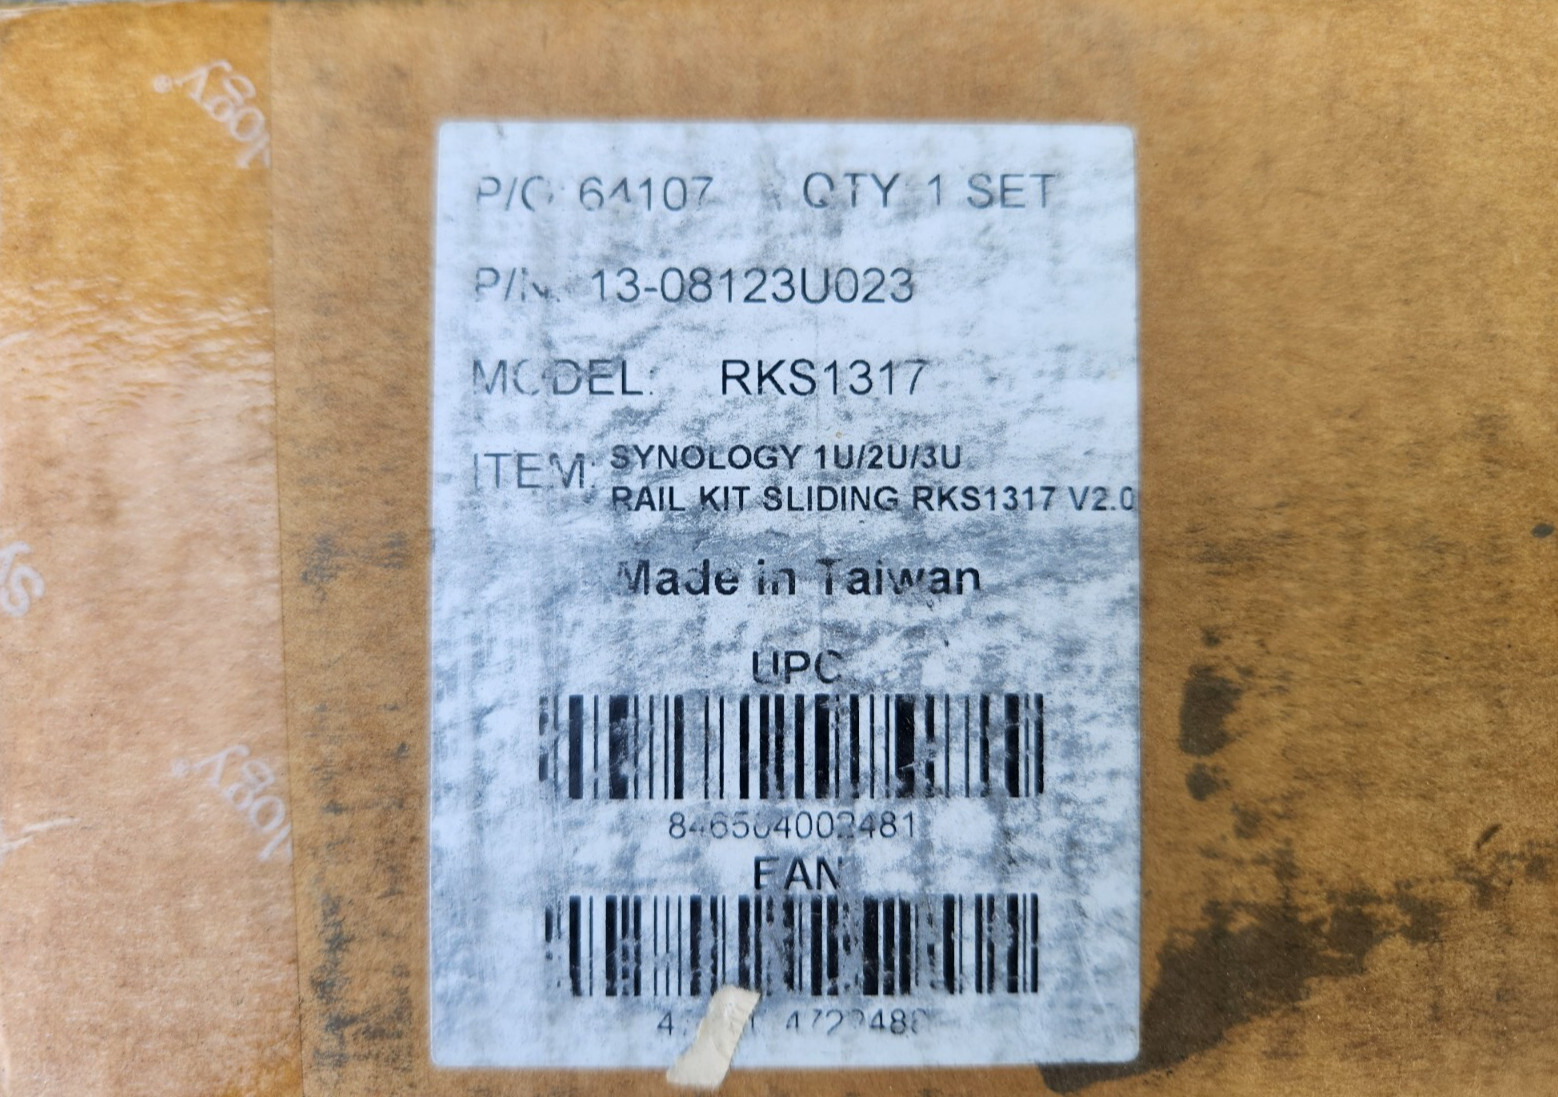 P/O: 64107 QTY: 1 SET
P/N: 13-08123U023
MODEL: RKS1317
ITEM: SYNOLOGY 1U/2U/3U
RAIL KIT SLIDING RKS1317 V2.0
Made in Taiwan
UPC
846504002481
EAN